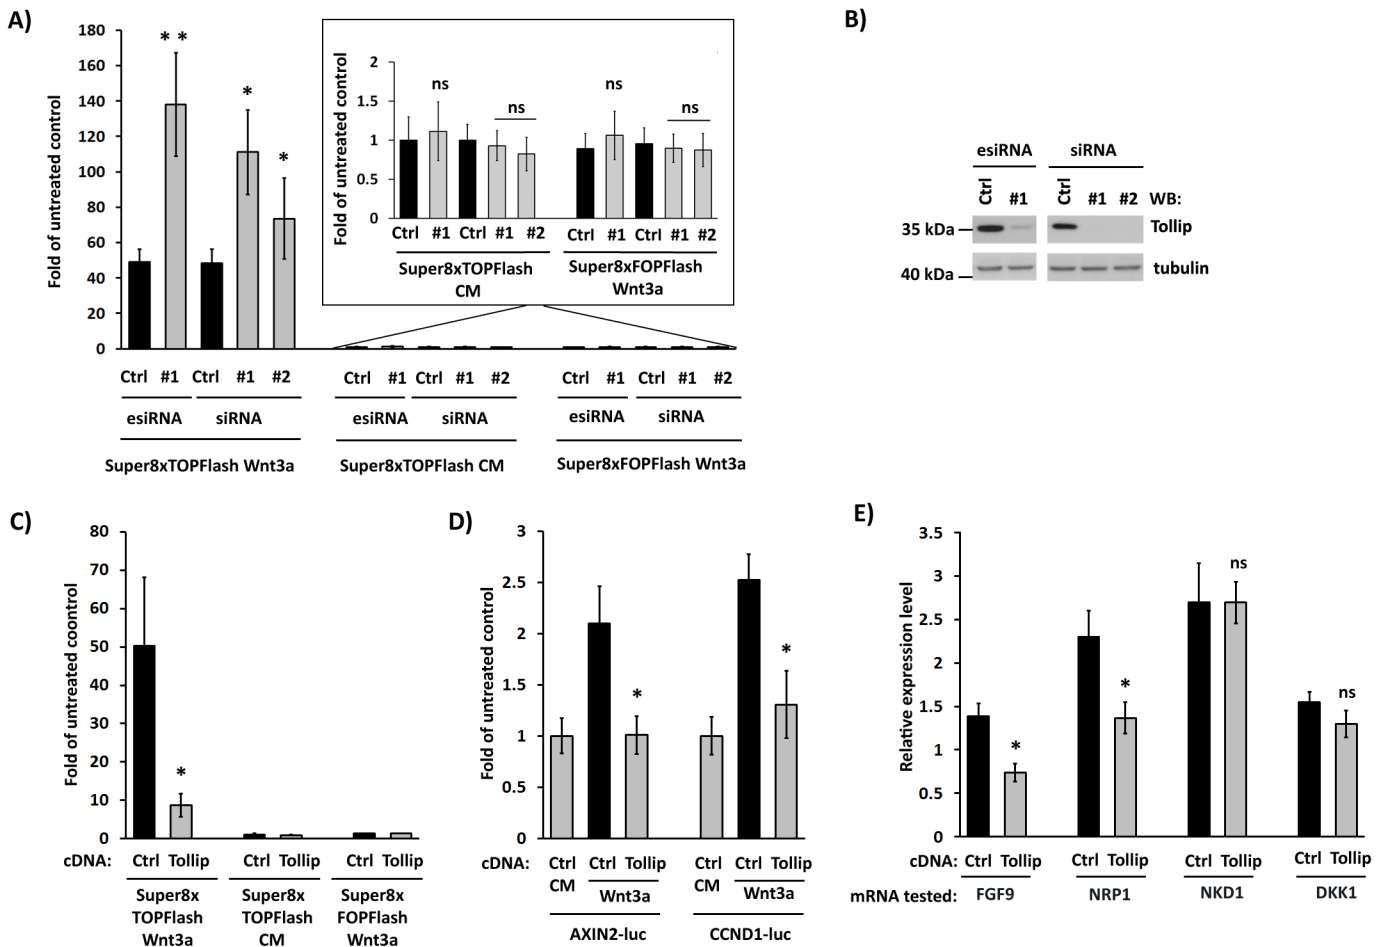 A)
Fold of untreated control
180
160
140
120
100
80
60
40
20
0
* *
*
*
Ctrl #1 Ctrl #1 #2 Ctrl #1 Ctrl #1 #2 Ctrl #1 Ctrl #1 #2
esiRNA siRNA esiRNA siRNA esiRNA siRNA
Super8xTOPFlash Wnt3a Super8xTOPFlash CM Super8xFOPFlash Wnt3a
Fold of untreated control
2
1.5
1
0.5
0
ns ns ns ns
Ctrl #1 Ctrl #1 #2 Ctrl #1 Ctrl #1 #2
Super8xTOPFlash
CM
Super8xFOPFlash
Wnt3a
B)
esiRNA siRNA
Ctrl #1 Ctrl #1 #2 WB:
35 kDa Tollip
40 kDa tubulin
C)
Fold of untreated coontrol
80
70
60
50
40
30
20
10
0
*
cDNA: Ctrl Tollip Ctrl Tollip Ctrl Tollip
Super8x
TOPFlash
Wnt3a
Super8x
TOPFlash
CM
Super8x
FOPFlash
Wnt3a
D)
Fold of untreated control
3
2.5
2
1.5
1
0.5
0
*
*
cDNA: Ctrl Ctrl Tollip Ctrl Ctrl Tollip
CM Wnt3a CM Wnt3a
AXIN2-luc CCND1-luc
E)
Relative expression level
3.5
3
2.5
2
1.5
1
0.5
0
* * ns ns
cDNA: Ctrl Tollip Ctrl Tollip Ctrl Tollip Ctrl Tollip
mRNA tested: FGF9 NRP1 NKD1 DKK1